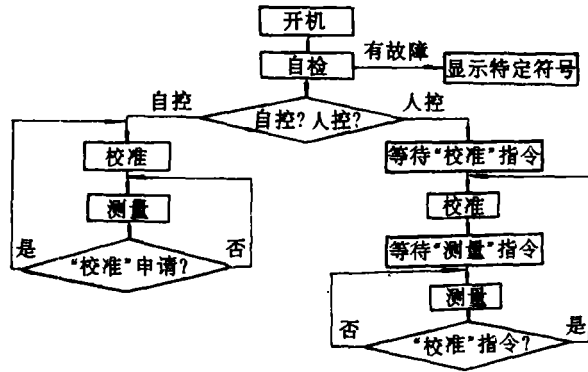 开机
自检
有故障
显示特定符号
自控
自控?人控?
人控
校准
测量
是
"校准"申请?
否
等待"校准"指令
校准
等待"测量"指令
测量
否
"校准"指令?
是